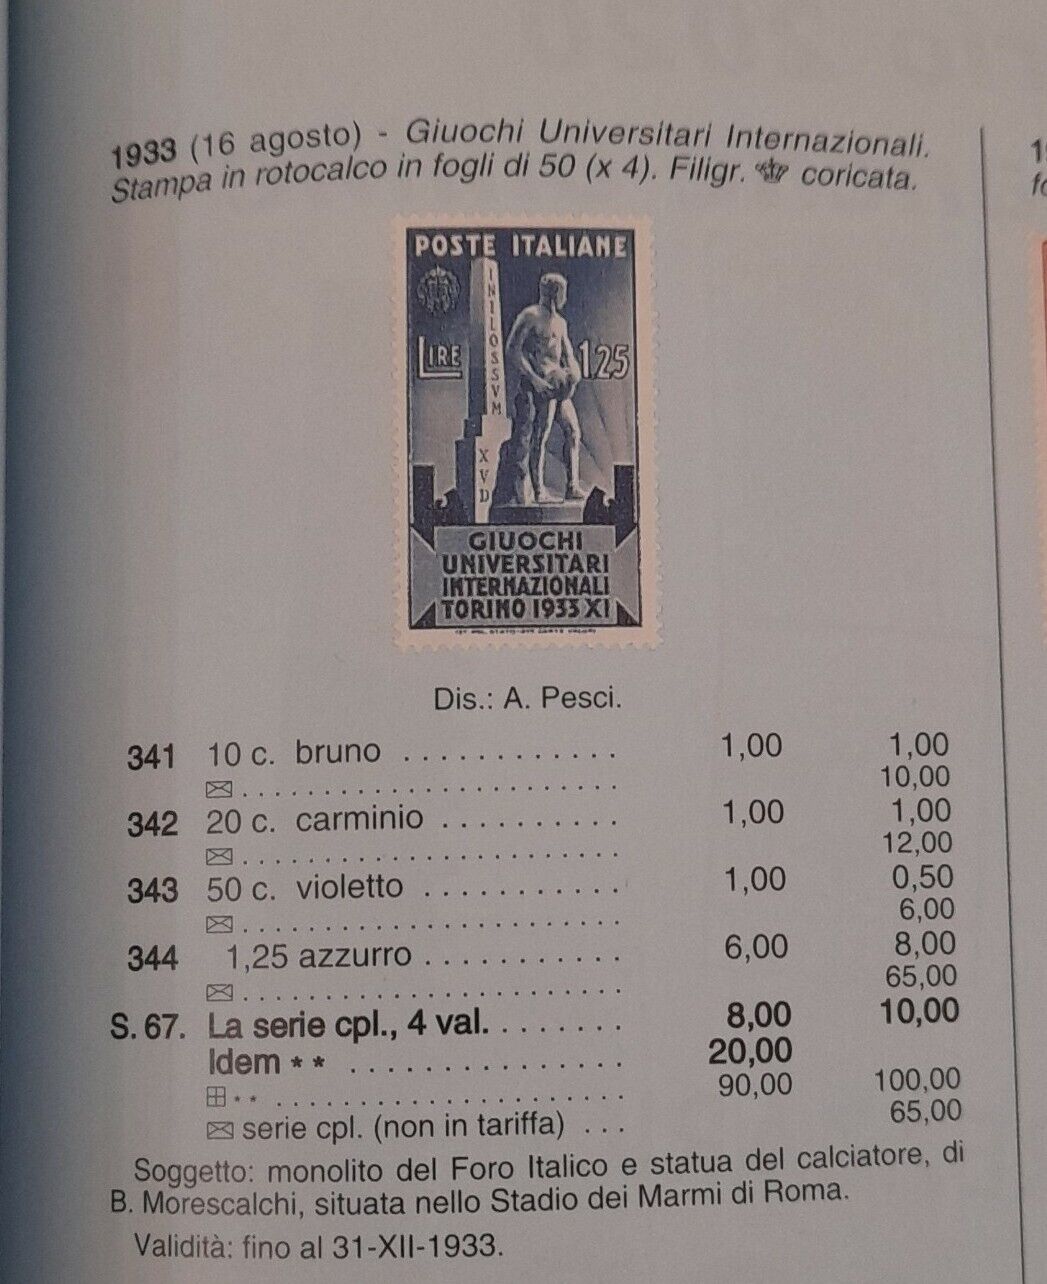 1933 (16 agosto) - Giuochi Universitari Internazionali.
Stampa in rotocalco in fogli di 50 (x 4). Filigr. coricata.
POSTE ITALIANE
LIRE
1,25
XVD
GIUOCHI
UNIVERSITARI
INTERNAZIONALI
TORINO 1933 XI
Dis.: A. Pesci.
341 10 c. bruno . . . . . . . . . . . . 1,00 1,00
. . . . . . . . . . . . . . . . . . . . . . . 10,00
342 20 c. carminio . . . . . . . . . . 1,00 1,00
. . . . . . . . . . . . . . . . . . . . . . . 12,00
343 50 c. violetto . . . . . . . . . . . 1,00 0,50
. . . . . . . . . . . . . . . . . . . . . . . 6,00
344 1,25 azzurro . . . . . . . . . . . 6,00 8,00
. . . . . . . . . . . . . . . . . . . . . . . 65,00
S. 67. La serie cpl., 4 val. . . . . . . . 8,00 10,00
Idem ** . . . . . . . . . . . . . . . 20,00
** . . . . . . . . . . . . . . . . . . . . . 90,00 100,00
serie cpl. (non in tariffa) . . . 65,00
Soggetto: monolito del Foro Italico e statua del calciatore, di
B. Morescalchi, situata nello Stadio dei Marmi di Roma.
Validità: fino al 31-XII-1933.